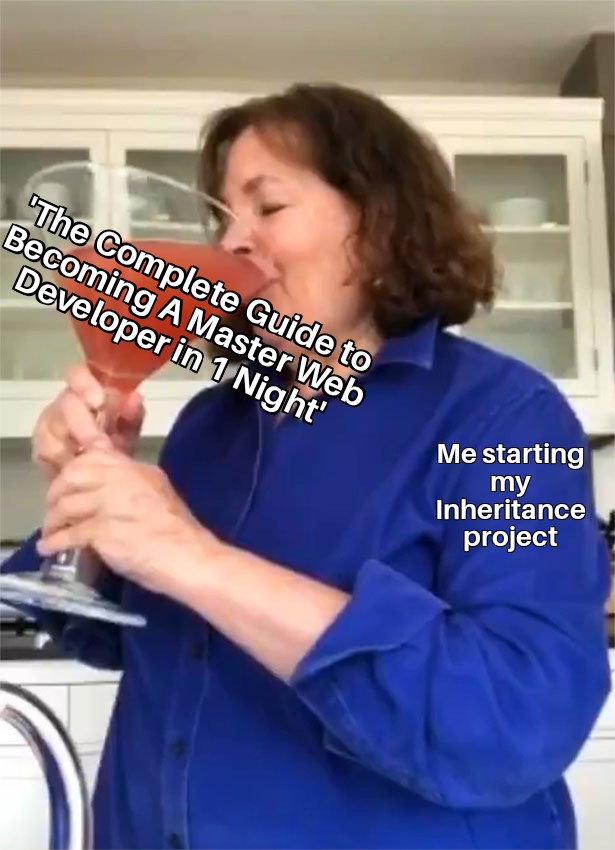 'The Complete Guide to
Becoming A Master Web
Developer in 1 Night'
Me starting
my
Inheritance
project